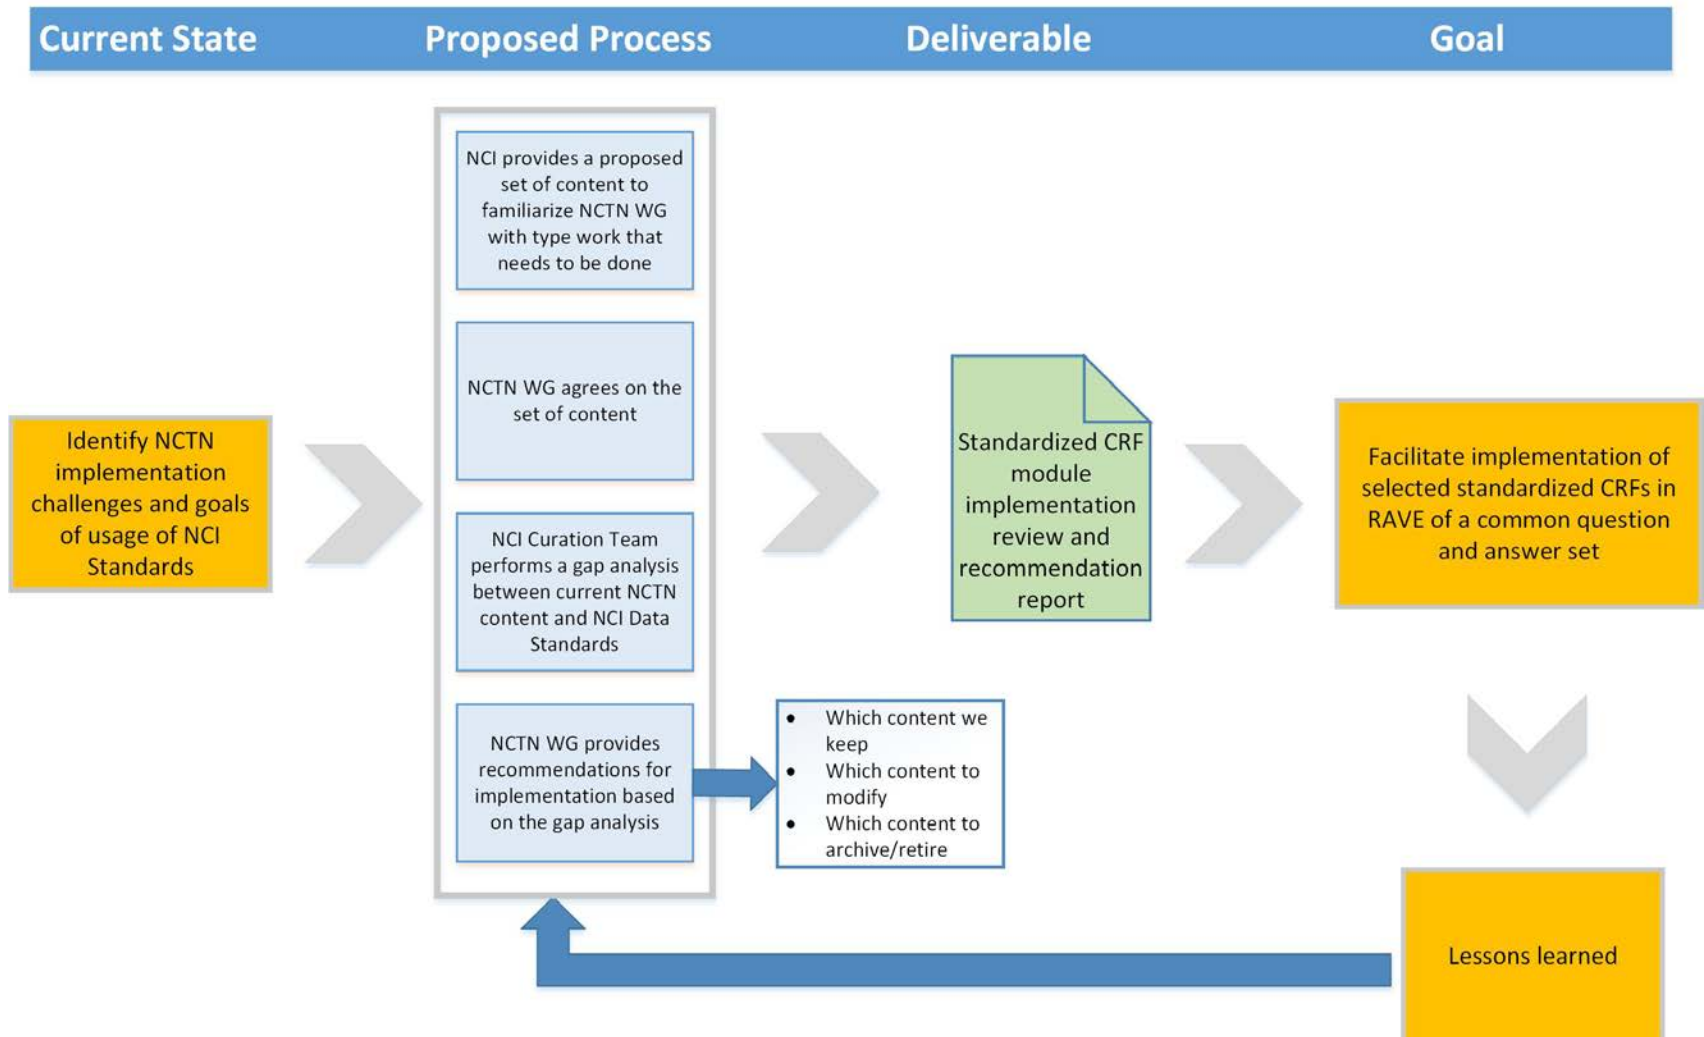 Current State
Proposed Process
Deliverable
Goal
Identify NCTN
implementation
challenges and goals
of usage of NCI
Standards
NCI provides a proposed
set of content to
familiarize NCTN WG
with type work that
needs to be done
NCTN WG agrees on the
set of content
NCI Curation Team
performs a gap analysis
between current NCTN
content and NCI Data
Standards
NCTN WG provides
recommendations for
implementation based
on the gap analysis
• Which content we
keep
• Which content to
modify
• Which content to
archive/retire
Standardized CRF
module
implementation
review and
recommendation
report
Facilitate implementation of
selected standardized CRFs in
RAVE of a common question
and answer set
Lessons learned